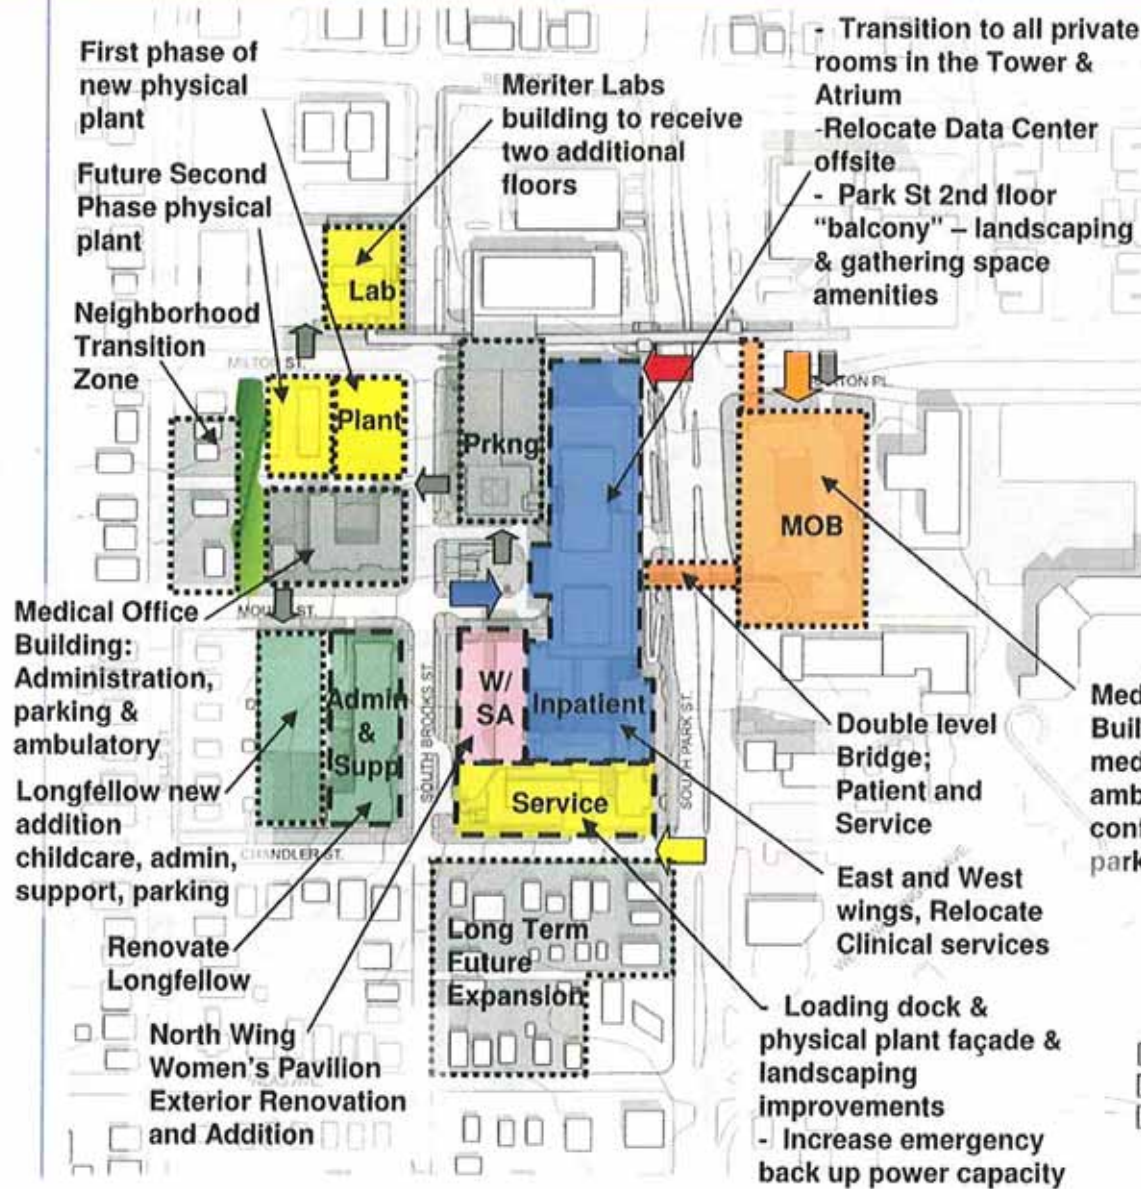 First phase of
new physical
plant
Meriter Labs
building to receive
two additional
floors
- Transition to all private
rooms in the Tower &
Atrium
-Relocate Data Center
offsite
- Park St 2nd floor
“balcony” – landscaping
& gathering space
amenities
Future Second
Phase physical
plant
Lab
Neighborhood
Transition
Zone
MILTON ST.
Plant
Prkng
MOB
Medical Office
Building:
Administration,
parking &
ambulatory
ST.
Admin
&
Supp
SOUTH BROOKS ST.
W/
SA
Inpatient
SOUTH PARK ST.
Double level
Bridge;
Patient and
Service
Longfellow new
addition
childcare, admin,
support, parking
CHANDLER ST.
Service
East and West
wings, Relocate
Clinical services
Long Term
Future
Expansion
Renovate
Longfellow
North Wing
Women’s Pavilion
Exterior Renovation
and Addition
- Loading dock &
physical plant façade &
landscaping
improvements
- Increase emergency
back up power capacity